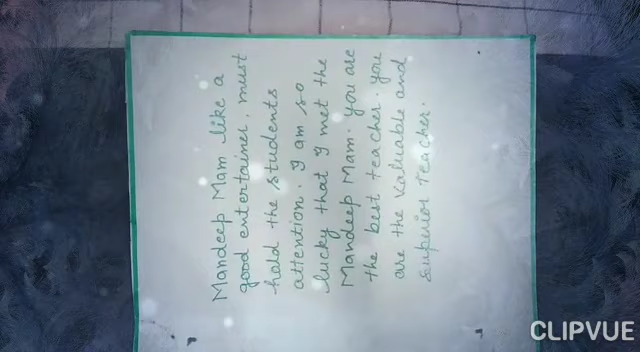 Mandeep Mam like a
good entertainer, must
hald the students
attention. I am so
lucky that I met the
Mandeep Mam. you are
the best teacher. you
are the valuable and
superior teacher.
CLIPVUE